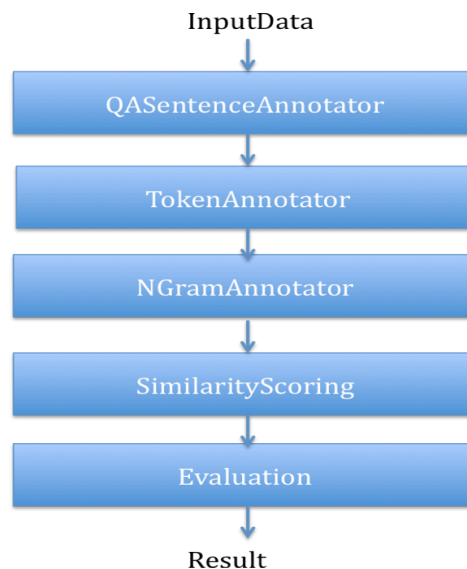 InputData
QASentenceAnnotator
TokenAnnotator
NGramAnnotator
SimilarityScoring
Evaluation
Result